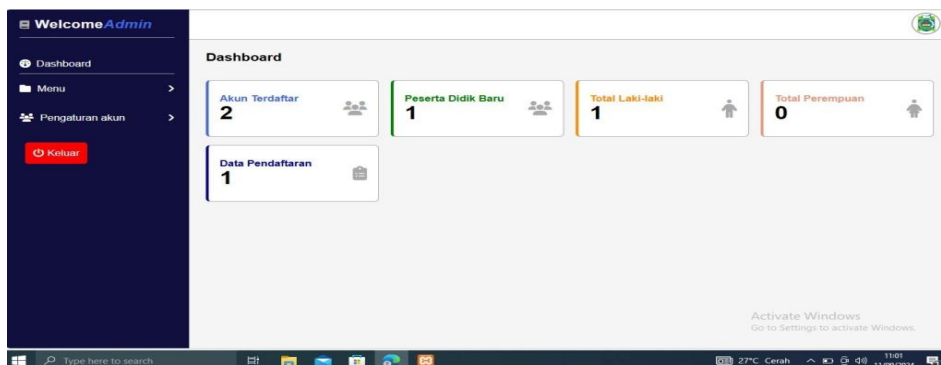 WelcomeAdmin
Dashboard
Menu
Pengaturan akun
Keluar
Dashboard
Akun Terdaftar
2
Peserta Didik Baru
1
Total Laki-laki
1
Total Perempuan
0
Data Pendaftaran
1
Activate Windows
Go to Settings to activate Windows.
Type here to search
27°C Cerah
11:01